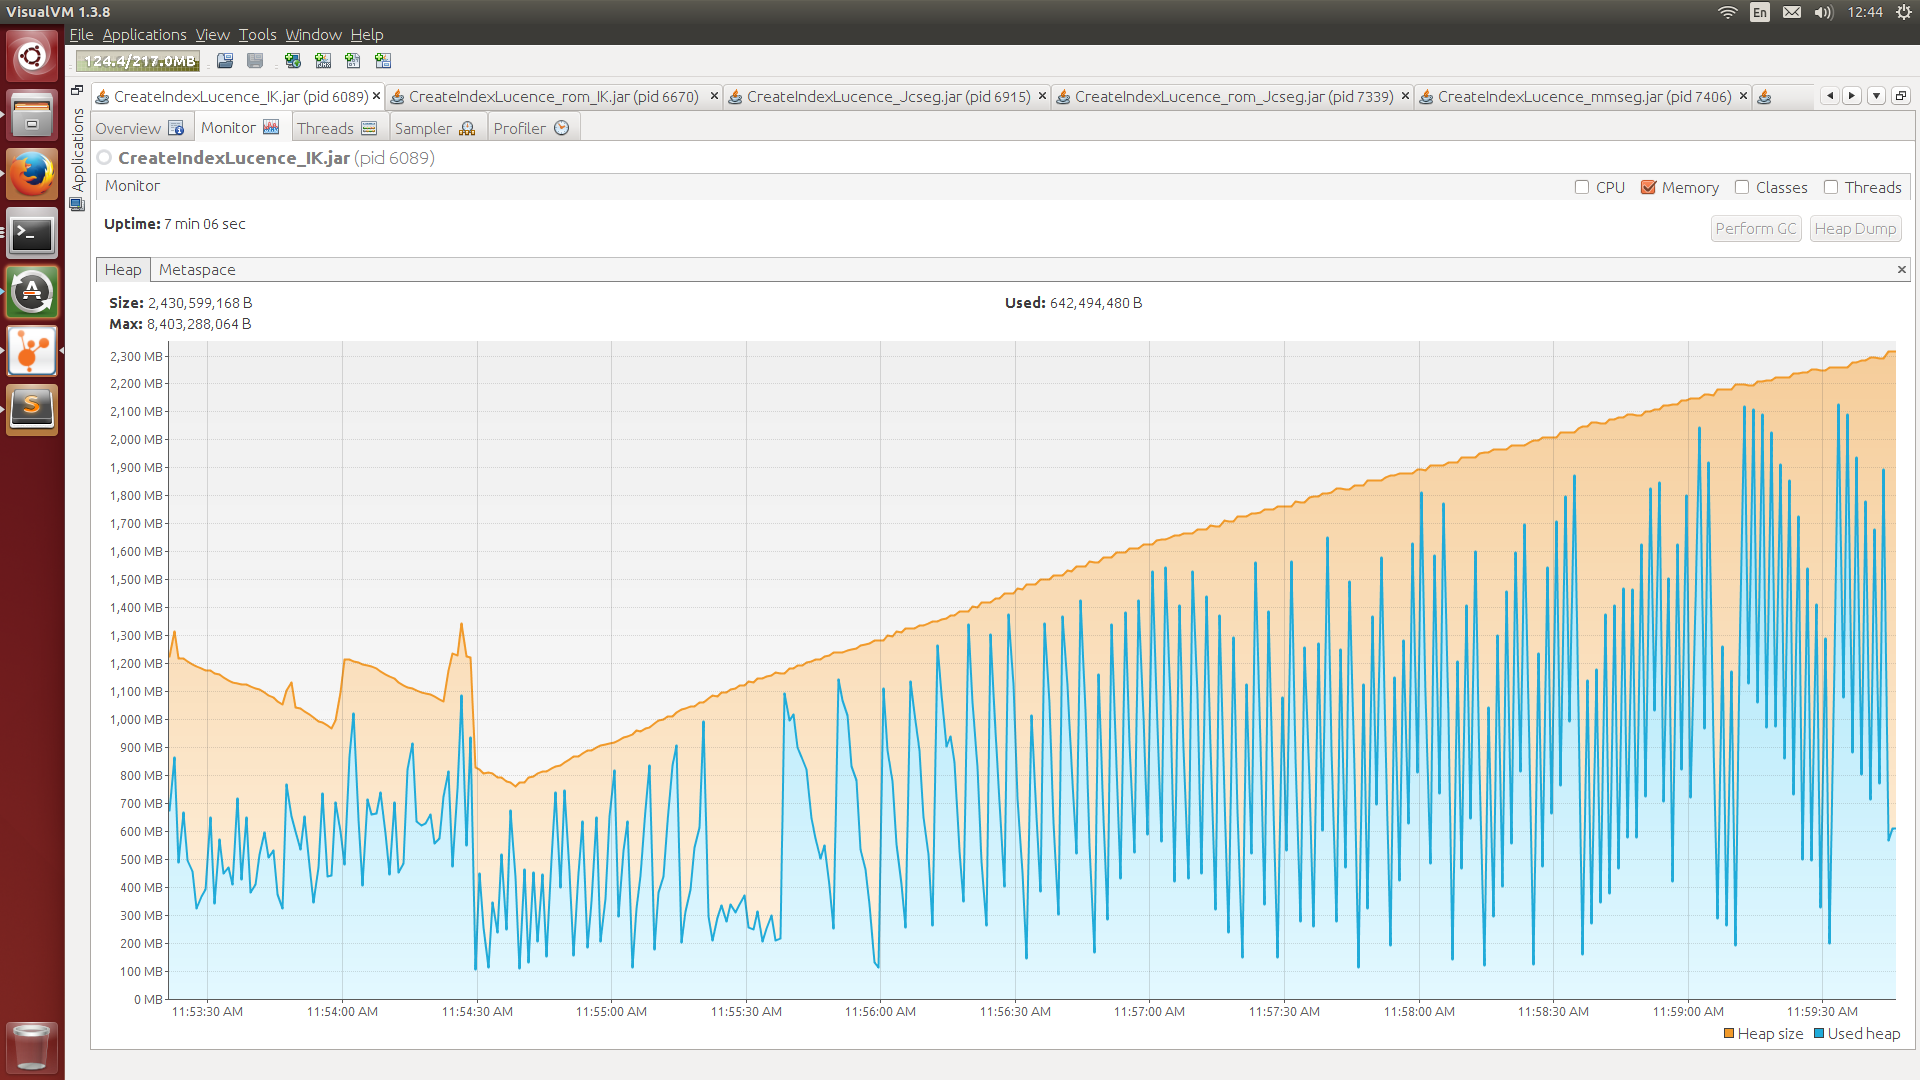 VisualVM 1.3.8
En
12:44
File Applications View Tools Window Help
124.4/217.0MB
CreateIndexLucence_IK.jar (pid 6089) CreateIndexLucence_rom_IK.jar (pid 6670) CreateIndexLucence_Jcseg.jar (pid 6915) CreateIndexLucence_rom_Jcseg.jar (pid 7339) CreateIndexLucence_mmseg.jar (pid 7406)
Applications
Overview Monitor Threads Sampler Profiler
CreateIndexLucence_IK.jar (pid 6089)
Monitor
CPU Memory Classes Threads
Uptime: 7 min 06 sec
Perform GC Heap Dump
Heap Metaspace
Size: 2,430,599,168 B
Used: 642,494,480 B
Max: 8,403,288,064 B
2,300 MB
2,200 MB
2,100 MB
2,000 MB
1,900 MB
1,800 MB
1,700 MB
1,600 MB
1,500 MB
1,400 MB
1,300 MB
1,200 MB
1,100 MB
1,000 MB
900 MB
800 MB
700 MB
600 MB
500 MB
400 MB
300 MB
200 MB
100 MB
0 MB
11:53:30 AM 11:54:00 AM 11:54:30 AM 11:55:00 AM 11:55:30 AM 11:56:00 AM 11:56:30 AM 11:57:00 AM 11:57:30 AM 11:58:00 AM 11:58:30 AM 11:59:00 AM 11:59:30 AM
Heap size Used heap